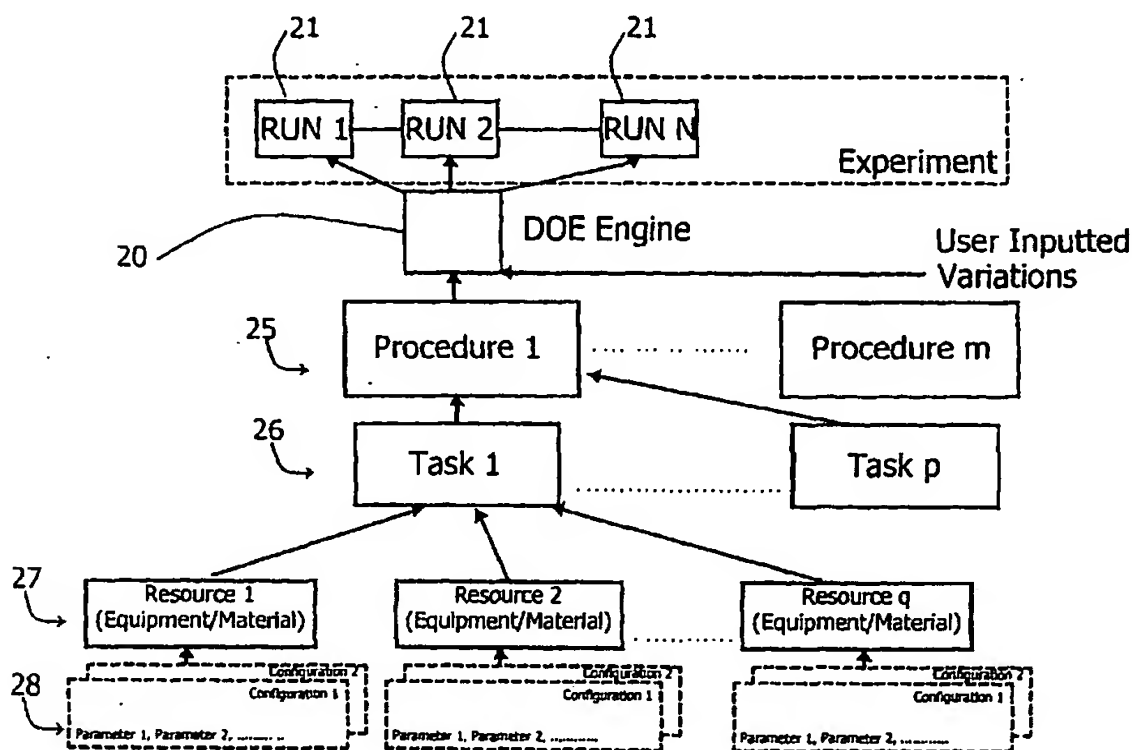 21 21 21
RUN 1 RUN 2 RUN N
Experiment
20
DOE Engine
User Inputted
Variations
25
Procedure 1 ............ Procedure m
26
Task 1 .................... Task p
27
Resource 1
(Equipment/Material)
Resource 2
(Equipment/Material)
Resource q
(Equipment/Material)
28
Configuration 2
Configuration 1
Parameter 1, Parameter 2, ...........
Configuration 2
Configuration 1
Parameter 1, Parameter 2, ............
Configuration 2
Configuration 1
Parameter 1, Parameter 2, ............